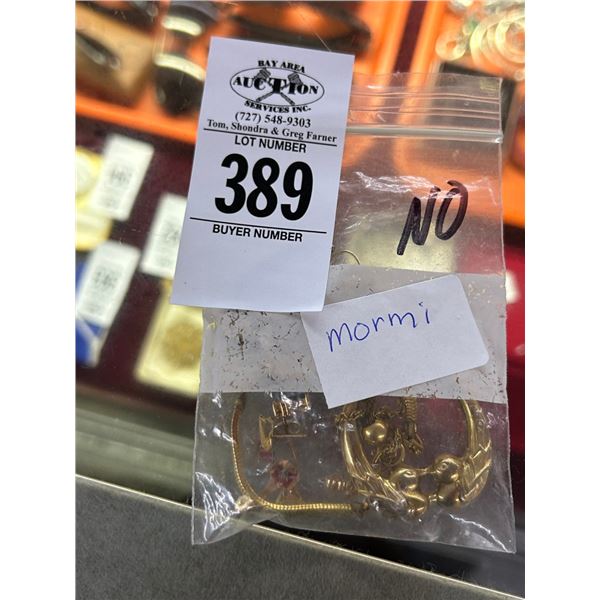 BAY AREA
AUCTION
SERVICES INC.
(727) 548-9303
Tom, Shondra & Greg Farner
LOT NUMBER
389
BUYER NUMBER
NO
mormi